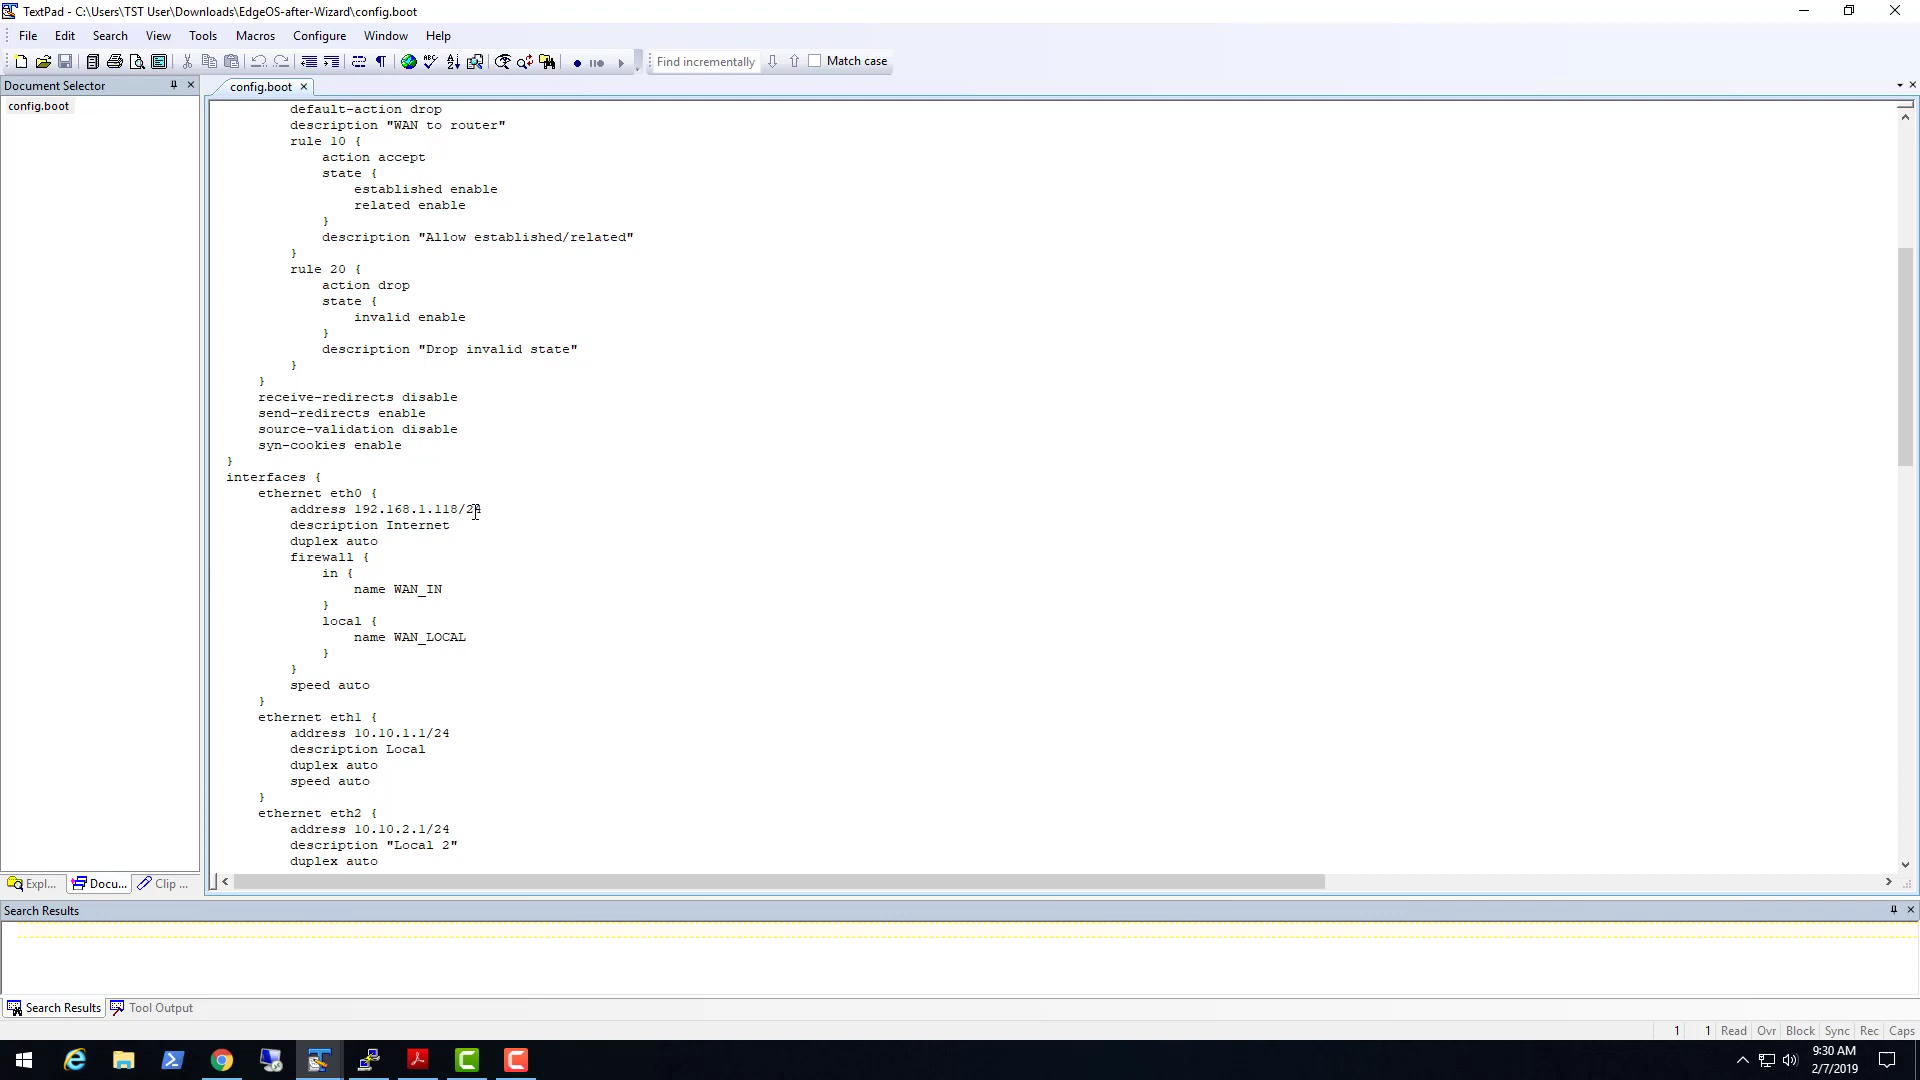 TextPad - C:\Users\TST User\Downloads\EdgeOS-after-Wizard\config.boot
File Edit Search View Tools Macros Configure Window Help
Find incrementally Match case
Document Selector
config.boot
config.boot
default-action drop
description "WAN to router"
rule 10 {
action accept
state {
established enable
related enable
}
description "Allow established/related"
}
rule 20 {
action drop
state {
invalid enable
}
description "Drop invalid state"
}
}
receive-redirects disable
send-redirects enable
source-validation disable
syn-cookies enable
}
interfaces {
ethernet eth0 {
address 192.168.1.118/24
description Internet
duplex auto
firewall {
in {
name WAN_IN
}
local {
name WAN_LOCAL
}
}
speed auto
}
ethernet eth1 {
address 10.10.1.1/24
description Local
duplex auto
speed auto
}
ethernet eth2 {
address 10.10.2.1/24
description "Local 2"
duplex auto
Expl... Docu... Clip ...
Search Results
Search Results Tool Output
1 1 Read Ovr Block Sync Rec Caps
9:30 AM
2/7/2019